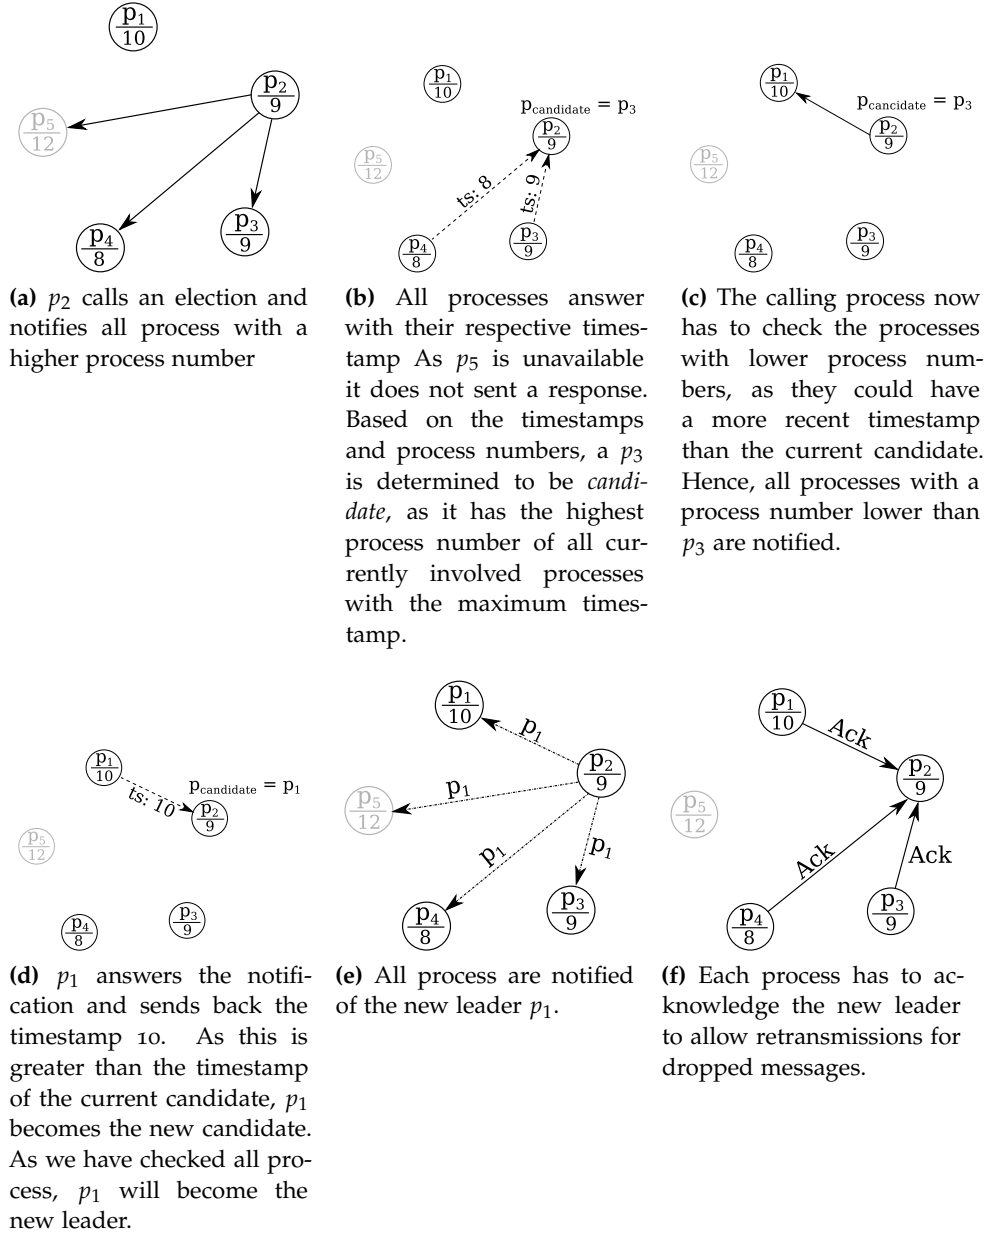 p1
10
p2
9
p5
12
p4
8
p3
9
(a) p2 calls an election and
notifies all process with a
higher process number
p1
10
pcandidate = p3
p2
9
p5
12
ts: 8
ts: 9
p4
8
p3
9
(b) All processes answer
with their respective times-
tamp As p5 is unavailable
it does not sent a response.
Based on the timestamps
and process numbers, a p3
is determined to be candi-
date, as it has the highest
process number of all cur-
rently involved processes
with the maximum times-
tamp.
p1
10
pcancidate = p3
p2
9
p5
12
p4
8
p3
9
(c) The calling process now
has to check the processes
with lower process num-
bers, as they could have
a more recent timestamp
than the current candidate.
Hence, all processes with a
process number lower than
p3 are notified.
p1
10
ts: 10
pcandidate = p1
p2
9
p5
12
p4
8
p3
9
(d) p1 answers the notifi-
cation and sends back the
timestamp 10. As this is
greater than the timestamp
of the current candidate, p1
becomes the new candidate.
As we have checked all pro-
cess, p1 will become the
new leader.
p1
10
p1
p2
9
p1
p5
12
p1
p1
p4
8
p3
9
(e) All process are notified
of the new leader p1.
p1
10
Ack
p2
9
p5
12
Ack
Ack
p4
8
p3
9
(f) Each process has to ac-
knowledge the new leader
to allow retransmissions for
dropped messages.